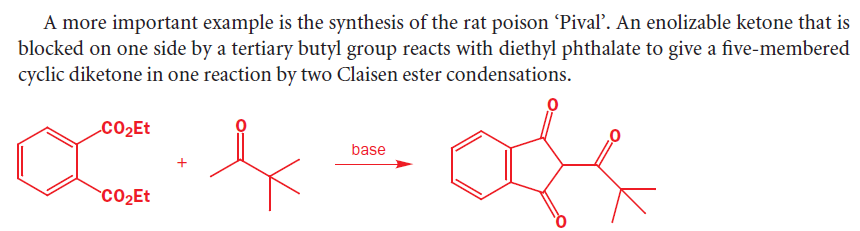 A more important example is the synthesis of the rat poison ‘Pival’. An enolizable ketone that is
blocked on one side by a tertiary butyl group reacts with diethyl phthalate to give a five-membered
cyclic diketone in one reaction by two Claisen ester condensations.
CO₂Et
O
+
base
O
O
CO₂Et
O